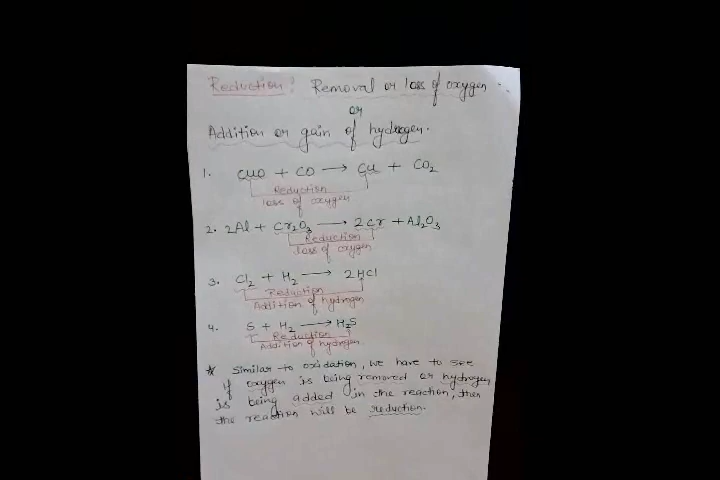 Reduction: Removal or loss of oxygen
or
Addition or gain of hydrogen.
1. CuO + CO → Cu + CO₂
Reduction
loss of oxygen
2. 2Al + Cr₂O₃ → 2Cr + Al₂O₃
Reduction
loss of oxygen
3. Cl₂ + H₂ → 2HCl
Reduction
Addition of hydrogen
4. S + H₂ → H₂S
Reduction
Addition of hydrogen
* Similar to oxidation, we have to see
if oxygen is being removed or hydrogen
is being added in the reaction, then
the reaction will be reduction.